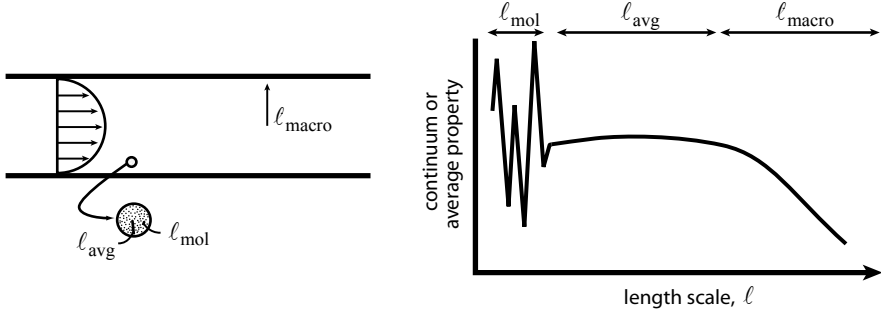 ℓmacro
ℓavg
ℓmol
ℓmol
ℓavg
ℓmacro
continuum or
average property
length scale, ℓ